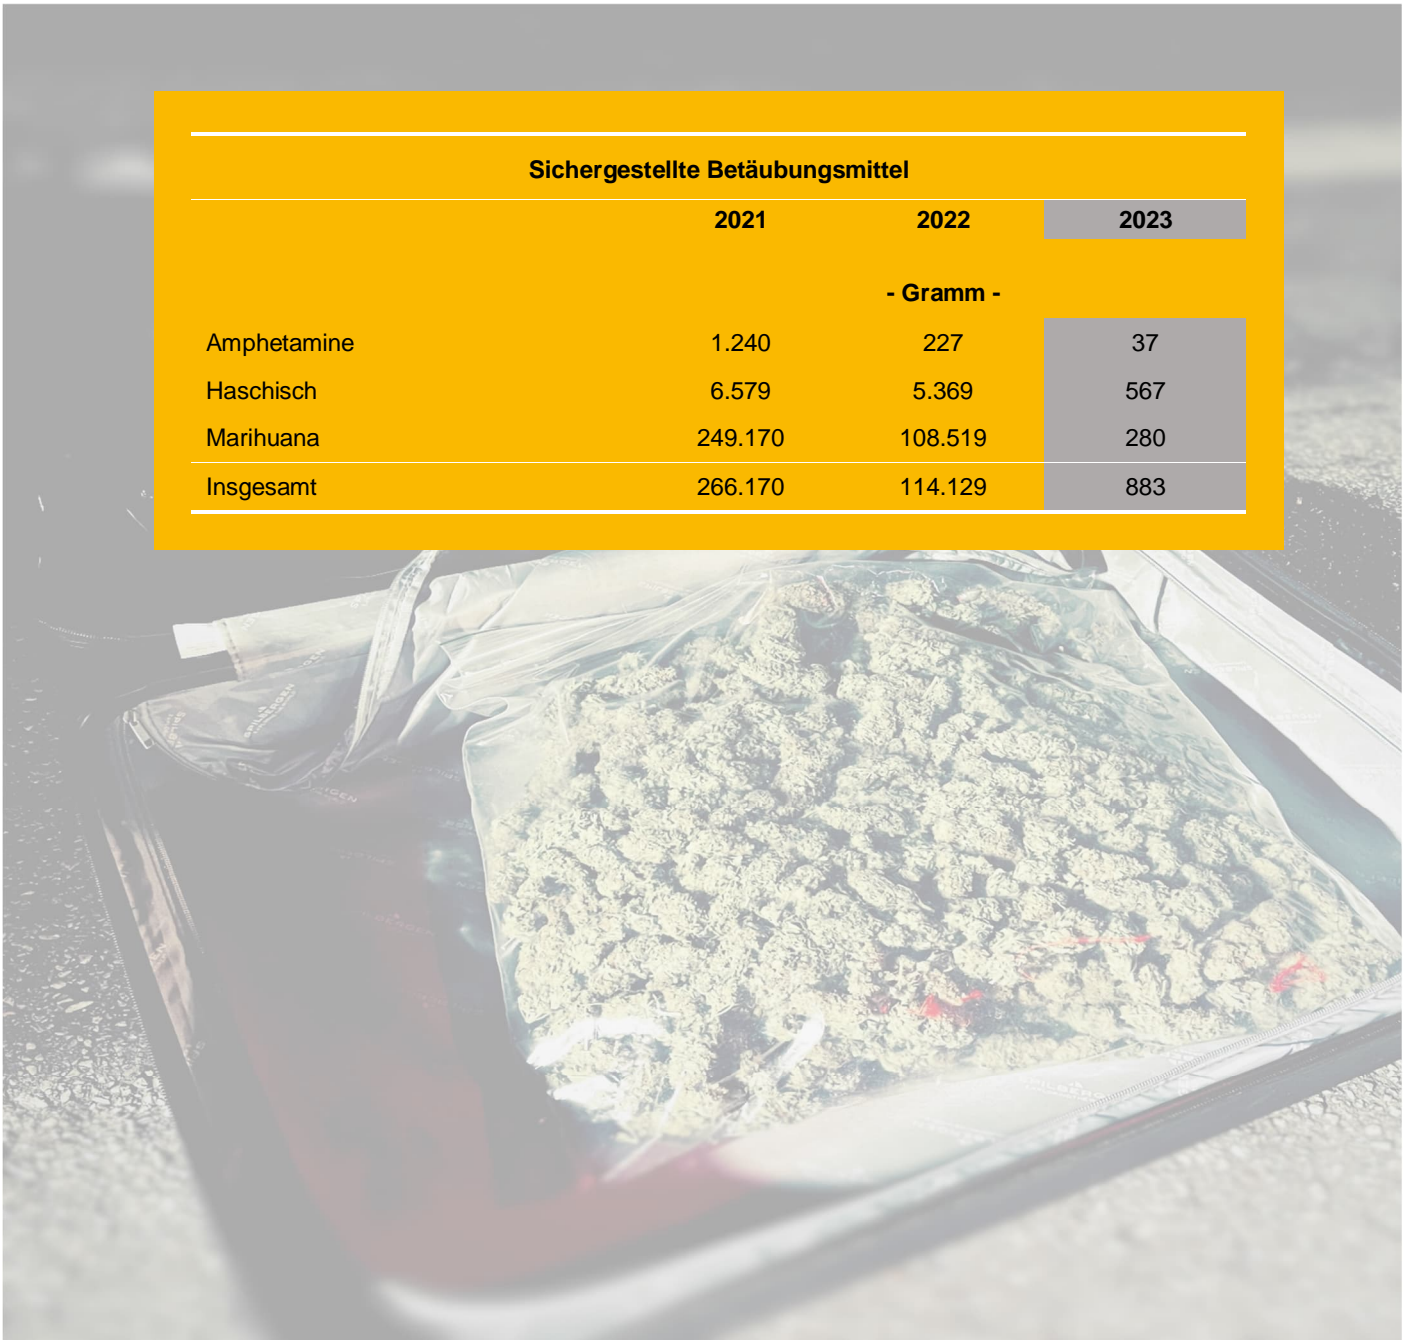 Sichergestellte Betäubungsmittel
2021 2022 2023
- Gramm -
Amphetamine 1.240 227 37
Haschisch 6.579 5.369 567
Marihuana 249.170 108.519 280
Insgesamt 266.170 114.129 883